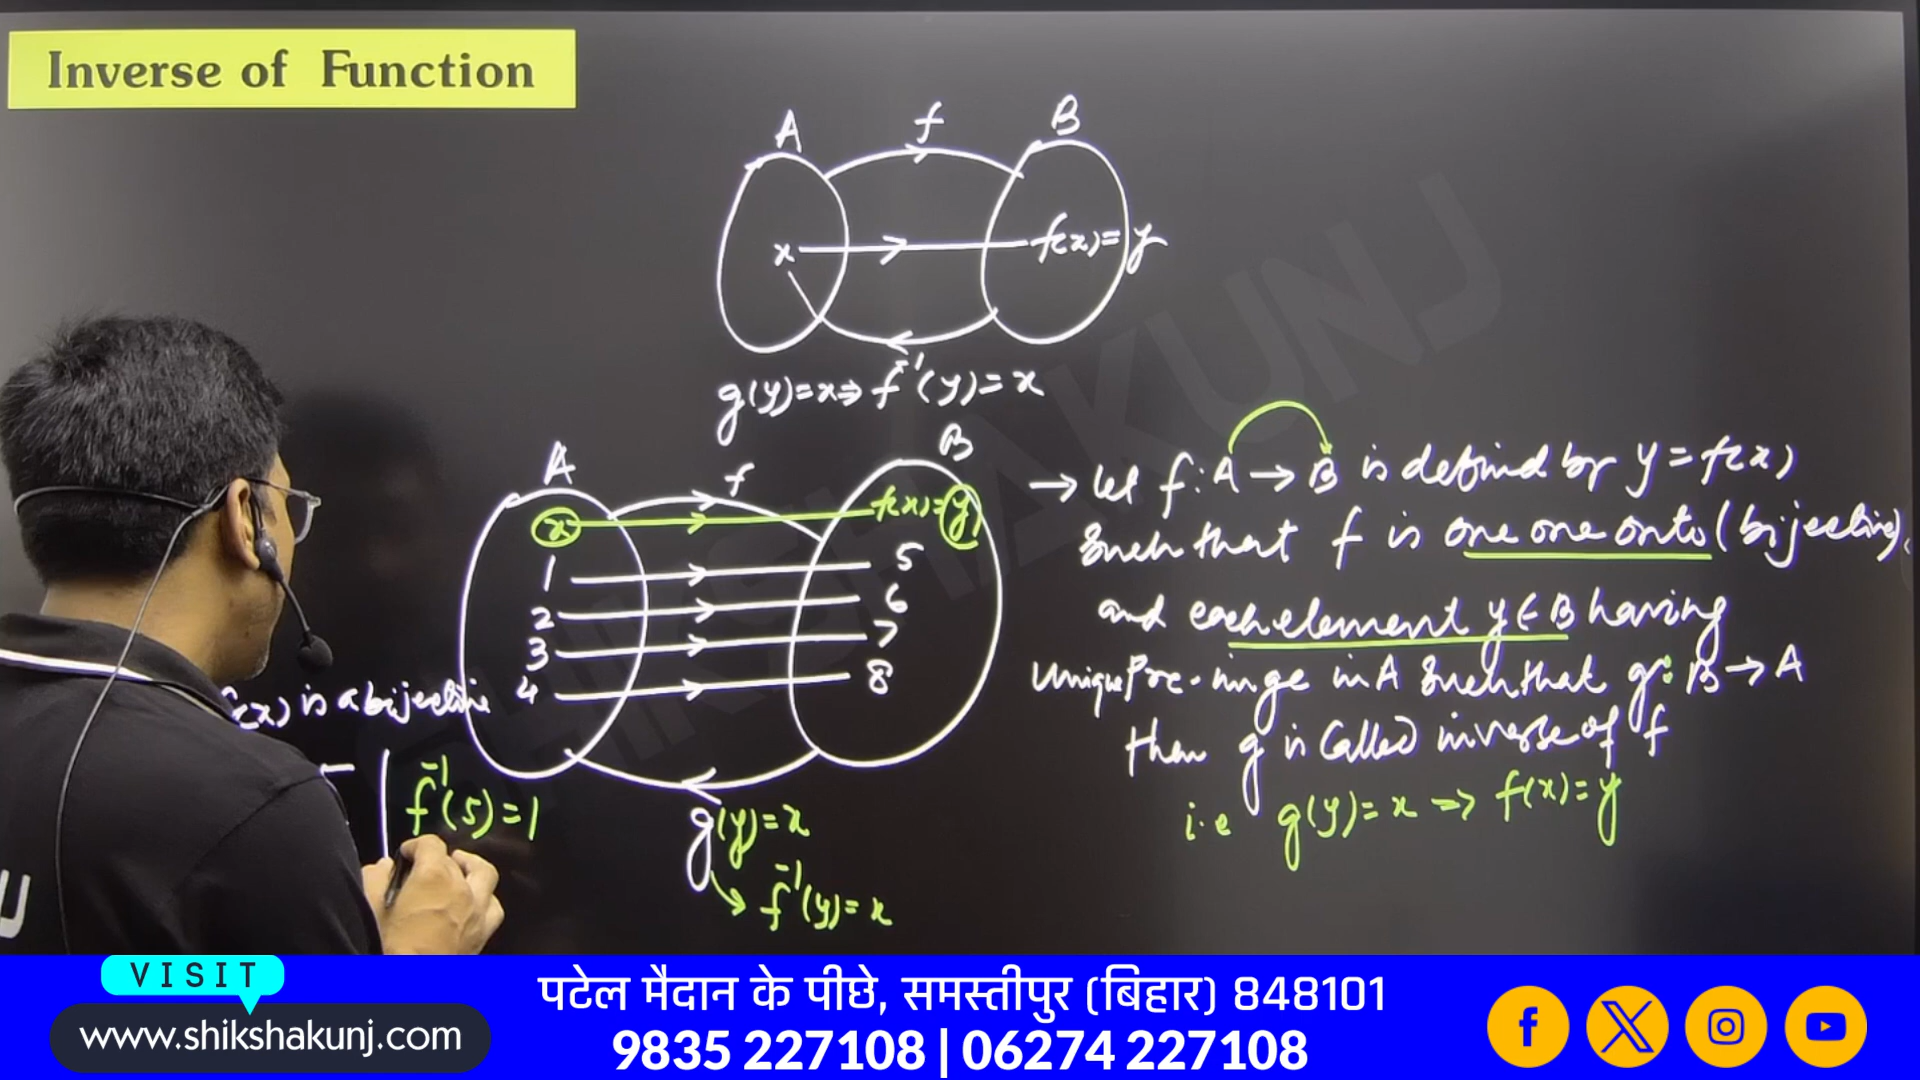 Inverse of Function
A f B
x f(x)=y
g(y)=x⇒ f⁻¹(y)=x
A f B
x f(x)=y
1 5
2 6
3 7
4 8
f(x) is a bijective
f⁻¹(5)=1
g(y)=x
f⁻¹(y)=x
→ Let f: A → B is defined by y = f(x)
Such that f is one one onto (bijective),
and each element y ∈ B having
Unique Pre-imge in A Such that g: B → A
then g is called inverse of f
i.e g(y)=x ⇒ f(x)=y
SHIKSHAKUNJ
VISIT
www.shikshakunj.com
पटेल मैदान के पीछे, समस्तीपुर (बिहार) 848101
9835 227108 | 06274 227108